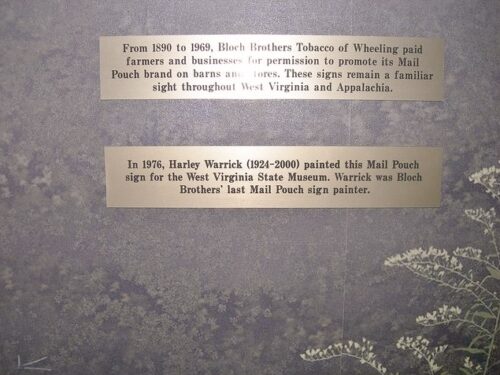 From 1890 to 1969, Bloch Brothers Tobacco of Wheeling paid
farmers and businesses for permission to promote its Mail
Pouch brand on barns and stores. These signs remain a familiar
sight throughout West Virginia and Appalachia.
In 1976, Harley Warrick (1924-2000) painted this Mail Pouch
sign for the West Virginia State Museum. Warrick was Bloch
Brothers' last Mail Pouch sign painter.